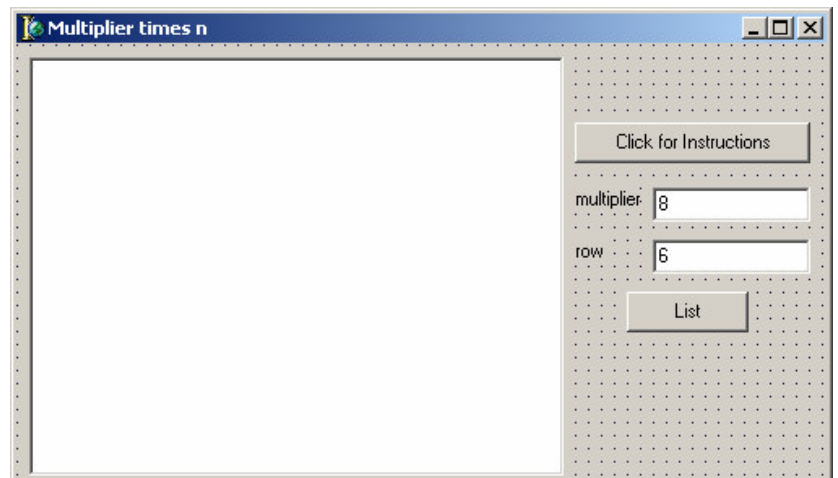 Multiplier times n
Click for Instructions
multiplier 8
row 6
List